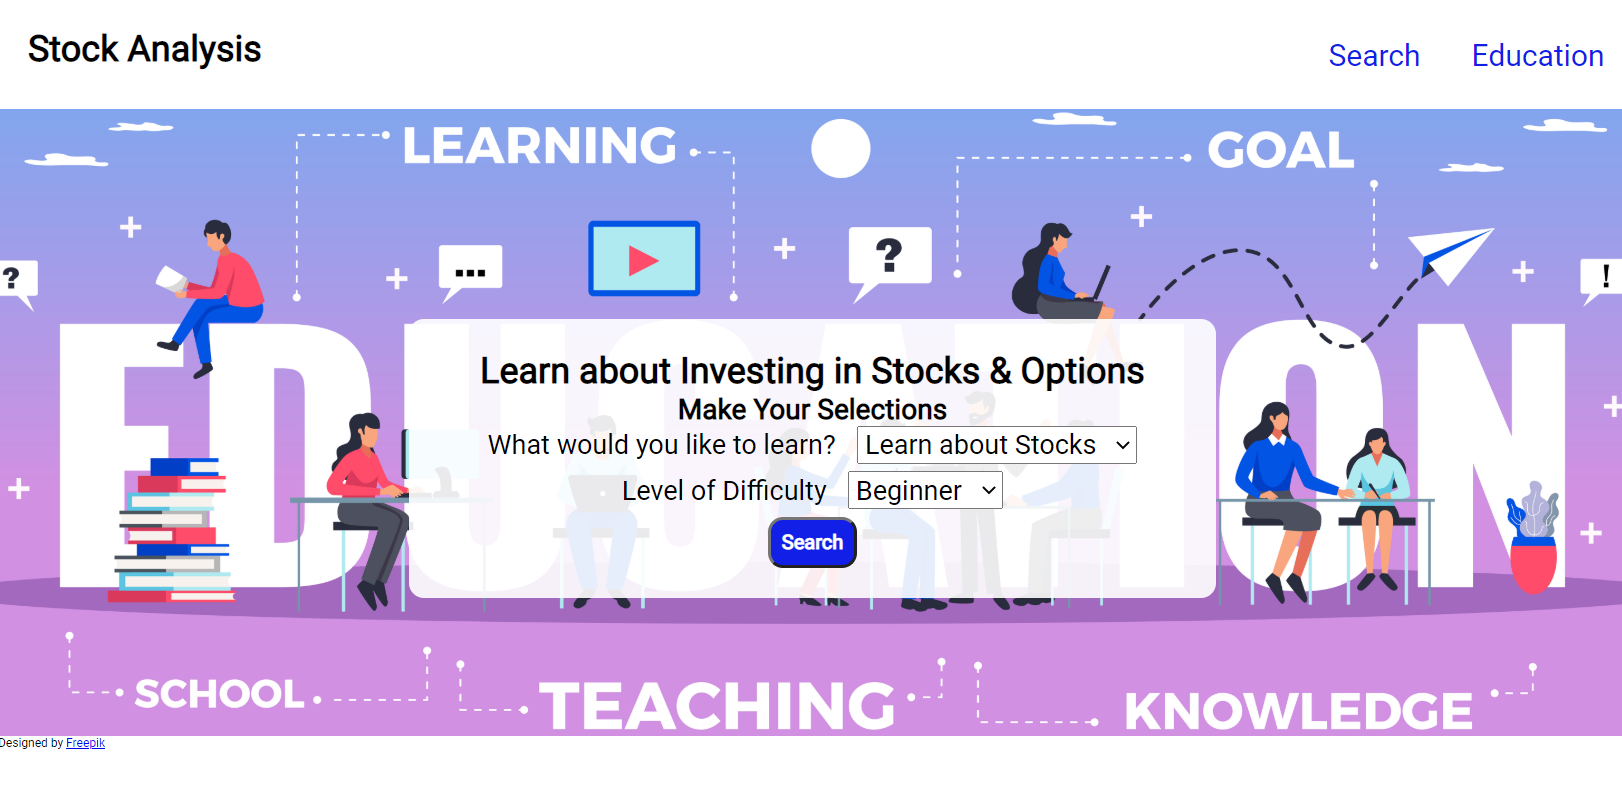 Stock Analysis
Search Education
LEARNING
GOAL
?
...
?
!
EDUCATION
Learn about Investing in Stocks & Options
Make Your Selections
What would you like to learn? Learn about Stocks
Level of Difficulty Beginner
Search
SCHOOL
TEACHING
KNOWLEDGE
Designed by Freepik